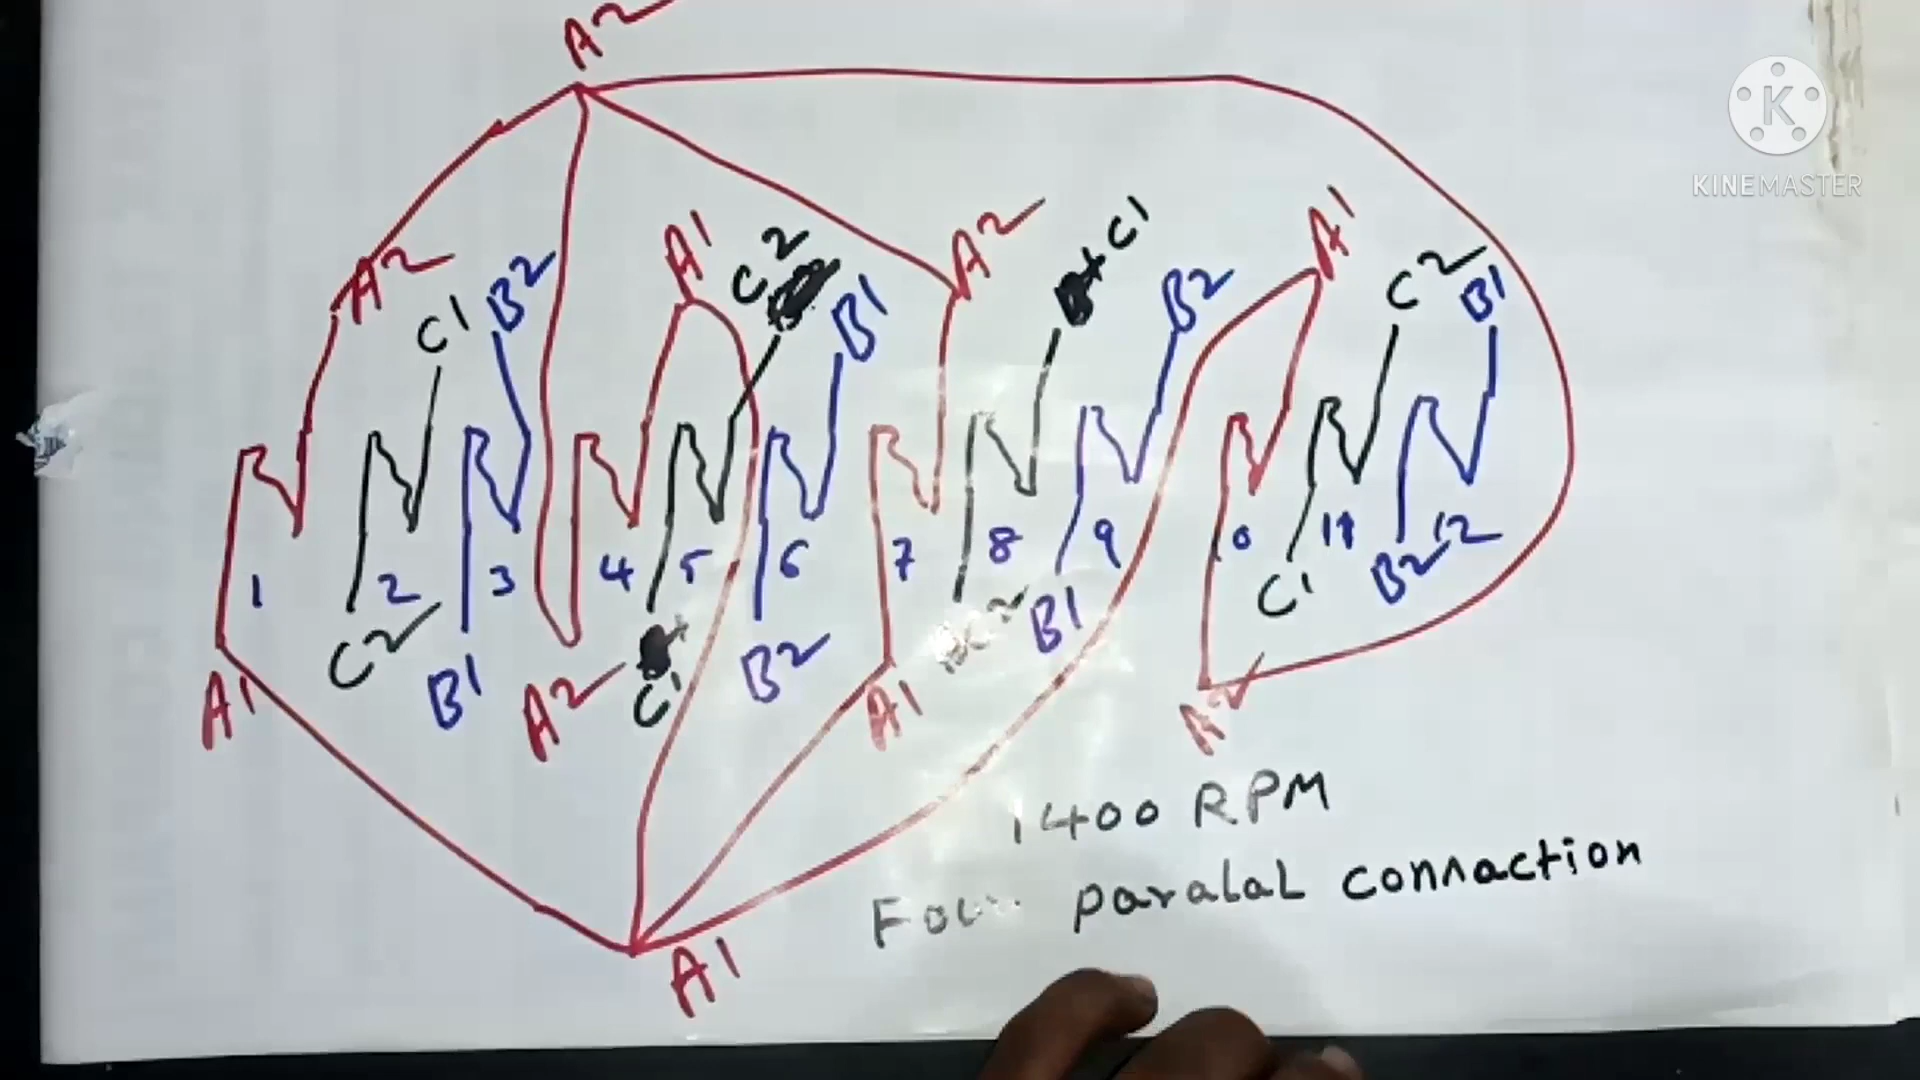 A2
K
KINEMASTER
A2
C1
B2
A1
C2
B1
A2
C1
B2
A1
C2
B1
1
2
3
4
5
6
7
8
9
11
12
A1
C2
B1
A2
C1
B2
A1
C2
B1
A2
C1
B2
A1
1400 RPM
paralaL connaction